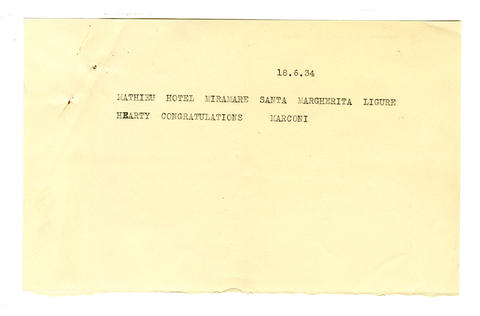 18.6.34
MATHIEU HOTEL MIRAMARE SANTA MARGHERITA LIGURE
HEARTY CONGRATULATIONS MARCONI